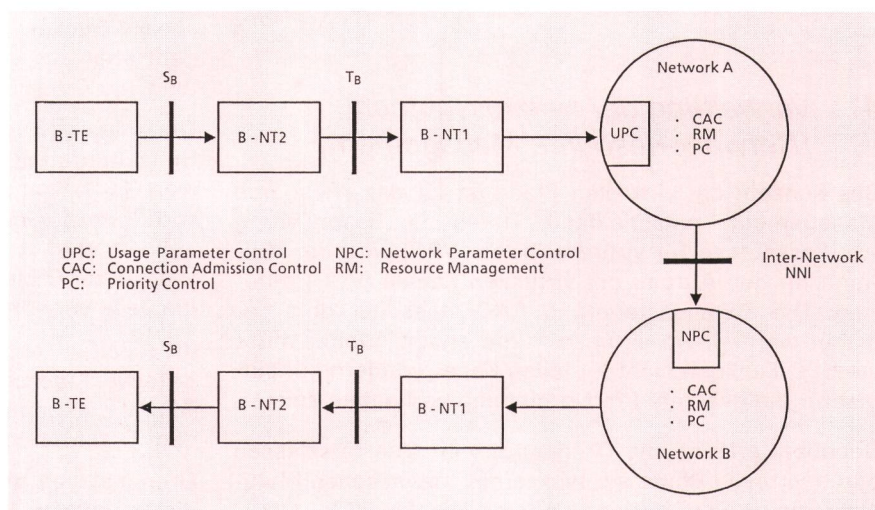 Network A
S_B
T_B
B - TE
B - NT2
B - NT1
UPC
· CAC
· RM
· PC
UPC: Usage Parameter Control NPC: Network Parameter Control
CAC: Connection Admission Control RM: Resource Management
PC: Priority Control
Inter-Network
NNI
S_B
T_B
NPC
B -TE
B - NT2
B - NT1
· CAC
· RM
· PC
Network B